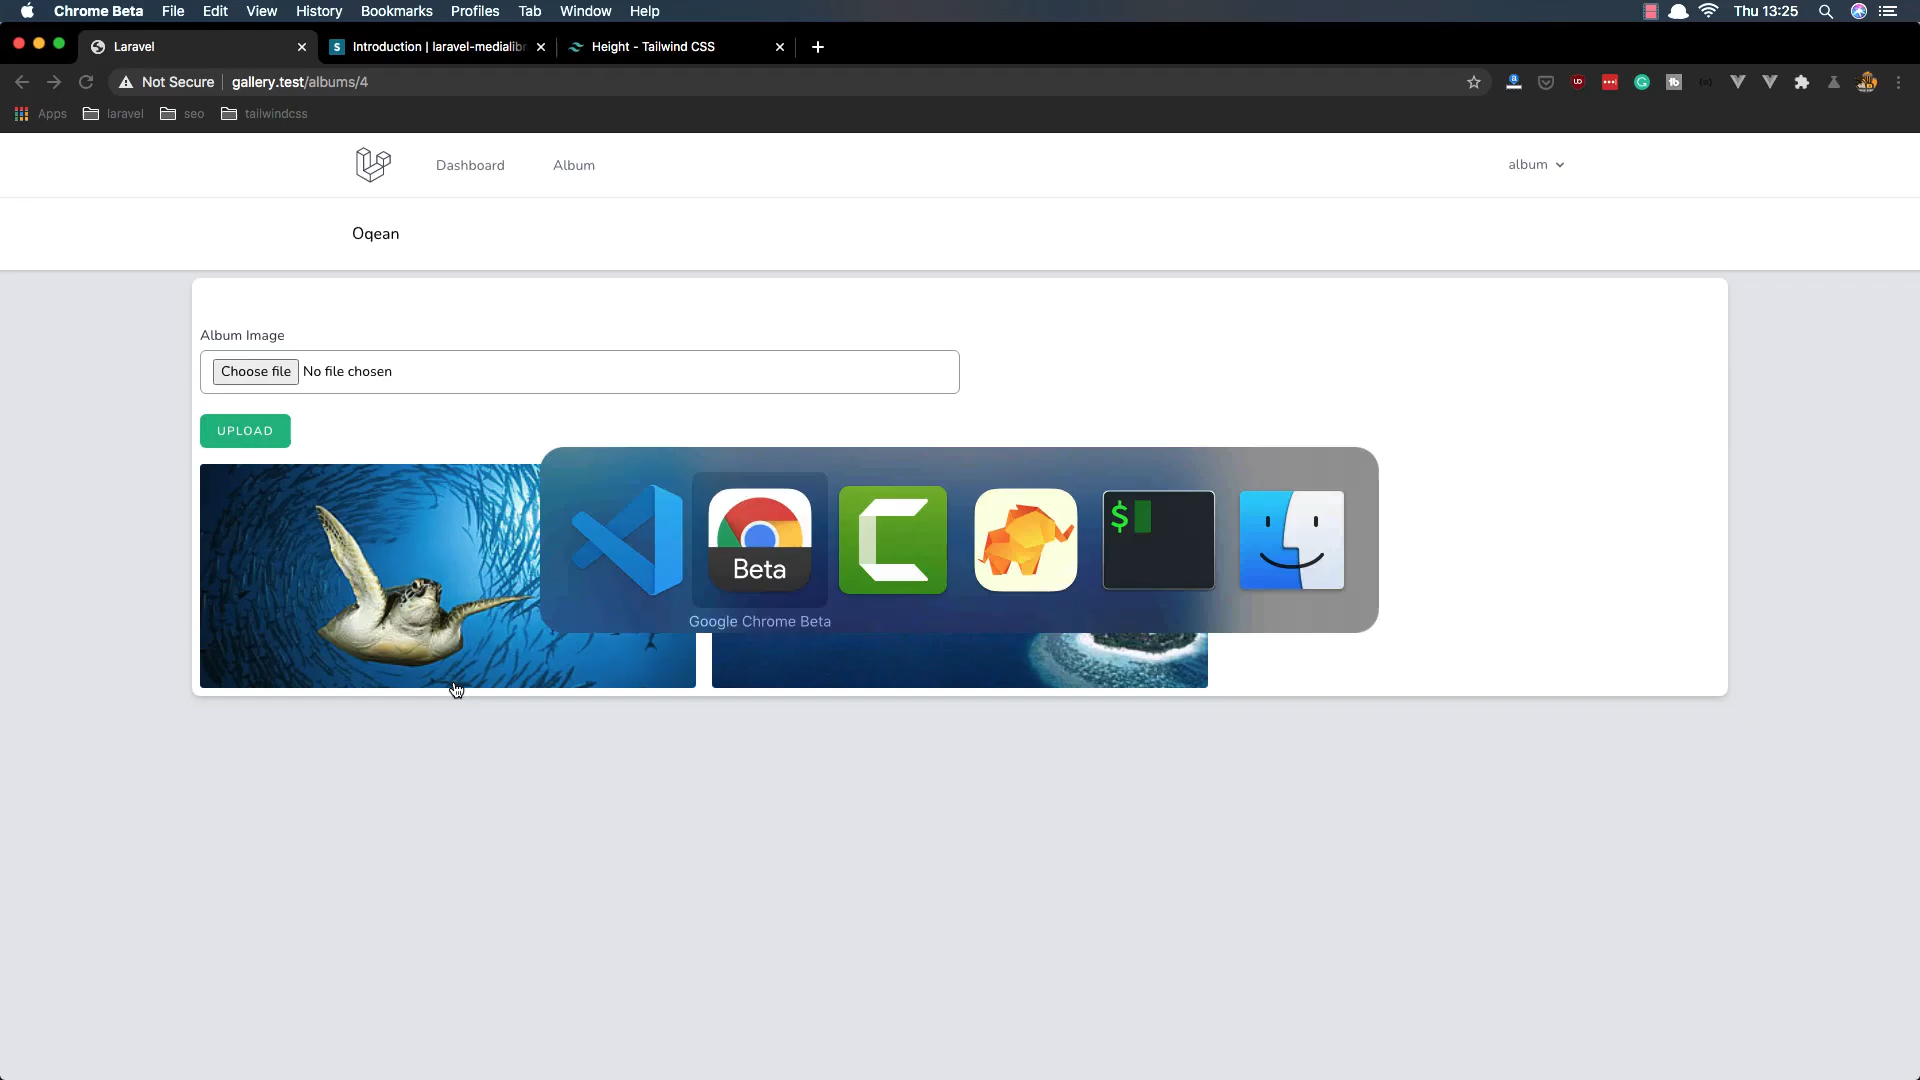 Chrome Beta File Edit View History Bookmarks Profiles Tab Window Help Thu 13:25
Laravel Introduction | laravel-medialibr Height - Tailwind CSS
Not Secure gallery.test/albums/4
Apps laravel seo tailwindcss
Dashboard Album album
Oqean
Album Image
Choose file No file chosen
UPLOAD
Beta
$
Google Chrome Beta